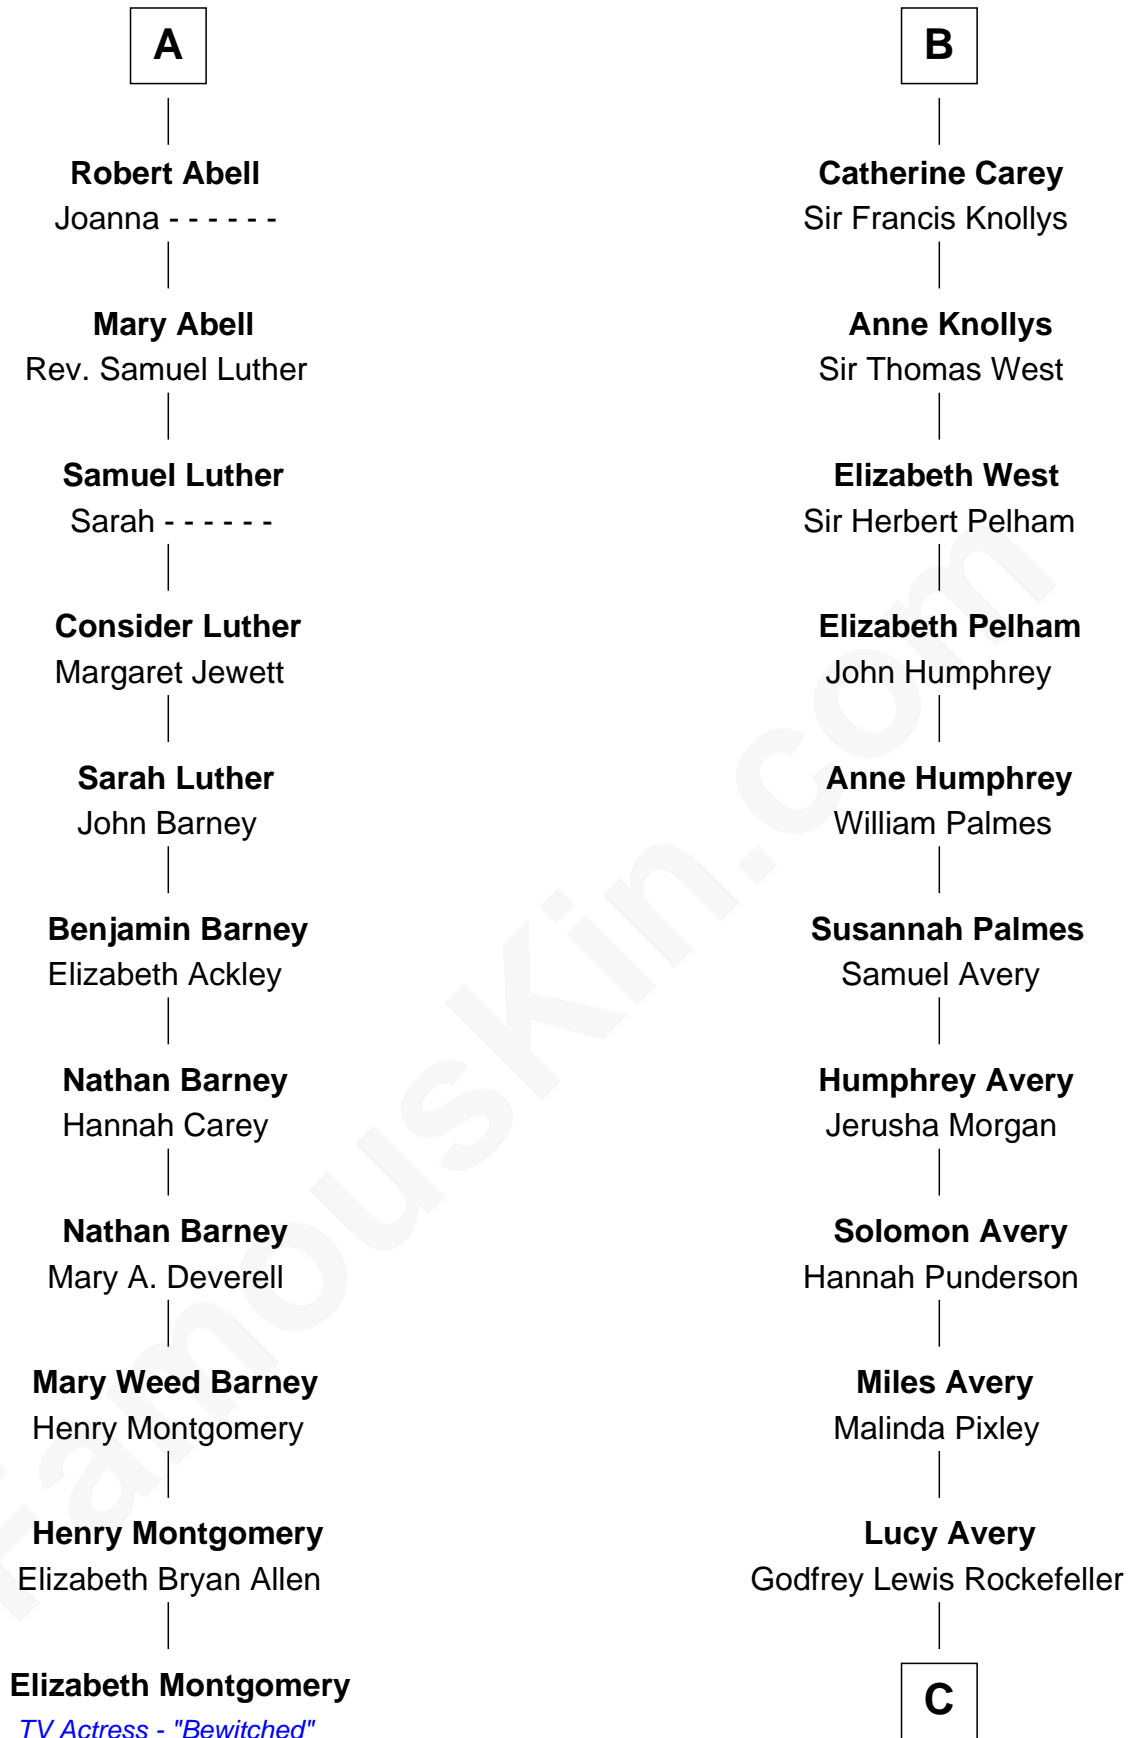 A
Robert Abell
Joanna - - - - - -
Mary Abell
Rev. Samuel Luther
Samuel Luther
Sarah - - - - - -
Consider Luther
Margaret Jewett
Sarah Luther
John Barney
Benjamin Barney
Elizabeth Ackley
Nathan Barney
Hannah Carey
Nathan Barney
Mary A. Deverell
Mary Weed Barney
Henry Montgomery
Henry Montgomery
Elizabeth Bryan Allen
Elizabeth Montgomery
TV Actress - "Bewitched"
B
Catherine Carey
Sir Francis Knollys
Anne Knollys
Sir Thomas West
Elizabeth West
Sir Herbert Pelham
Elizabeth Pelham
John Humphrey
Anne Humphrey
William Palmes
Susannah Palmes
Samuel Avery
Humphrey Avery
Jerusha Morgan
Solomon Avery
Hannah Punderson
Miles Avery
Malinda Pixley
Lucy Avery
Godfrey Lewis Rockefeller
C
FamousKin.com